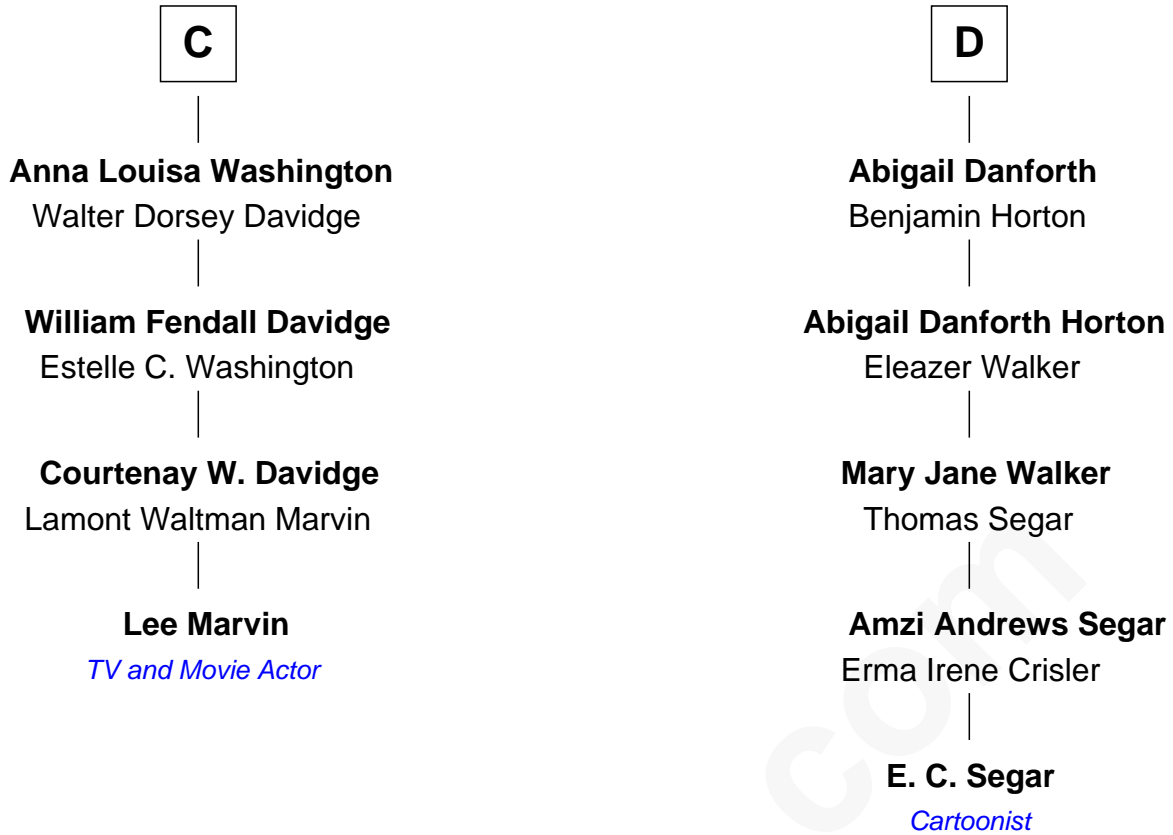 C
Anna Louisa Washington
Walter Dorsey Davidge
William Fendall Davidge
Estelle C. Washington
Courtenay W. Davidge
Lamont Waltman Marvin
Lee Marvin
TV and Movie Actor
D
Abigail Danforth
Benjamin Horton
Abigail Danforth Horton
Eleazer Walker
Mary Jane Walker
Thomas Segar
Amzi Andrews Segar
Erma Irene Crisler
E. C. Segar
Cartoonist
com